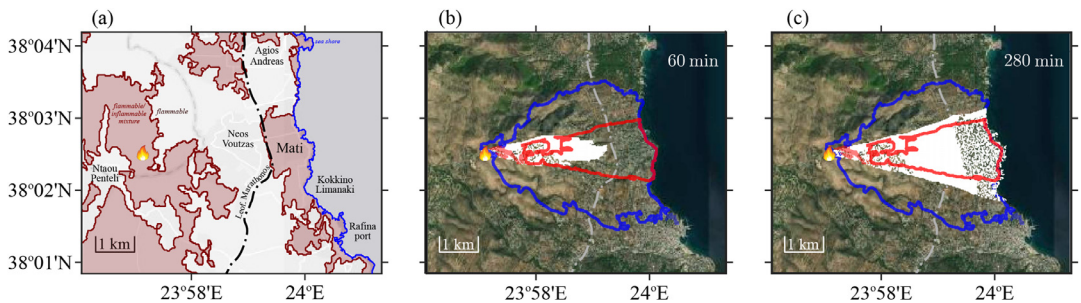 (a)
(b)
(c)
38°04'N
38°03'N
38°02'N
38°01'N
sea shore
Agios
Andreas
flammable/
inflammable
mixture
flammable
Neos
Voutzas
Mati
Ntaou
Penteli
Kokkino
Limanaki
Leof. Marathonos
Rafina
port
1 km
23°58'E
24°E
60 min
1 km
23°58'E
24°E
280 min
1 km
23°58'E
24°E